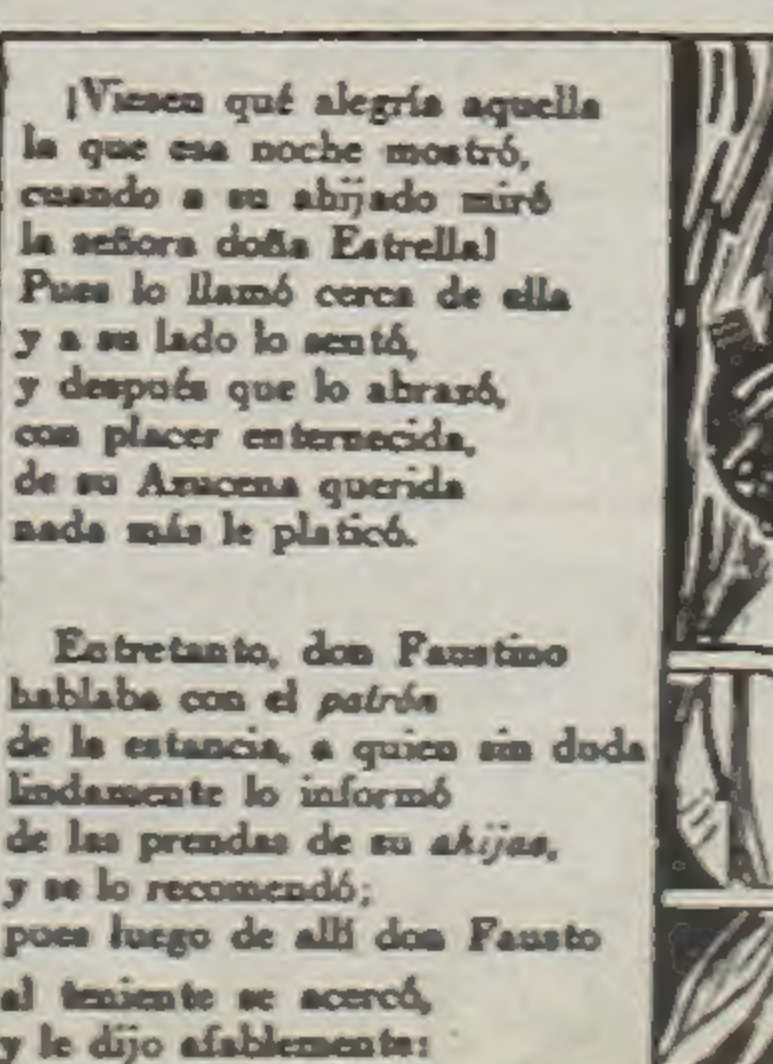 ¡Viesen qué alegría aquella
la que esa noche mostró,
cuando a su ahijado miró
la señora doña Estrella!
Pues lo llamó cerca de ella
y a su lado lo sentó,
y después que lo abrazó,
con placer enternecida,
de su Azucena querida
nada más le platicó.
Entretanto, don Faustino
hablaba con el patrón
de la estancia, a quien sin duda
lindamente lo informó
de las prendas de su ahijao,
y se lo recomendó;
pues luego de allí don Fausto
al teniente se acercó,
y le dijo afablemente: